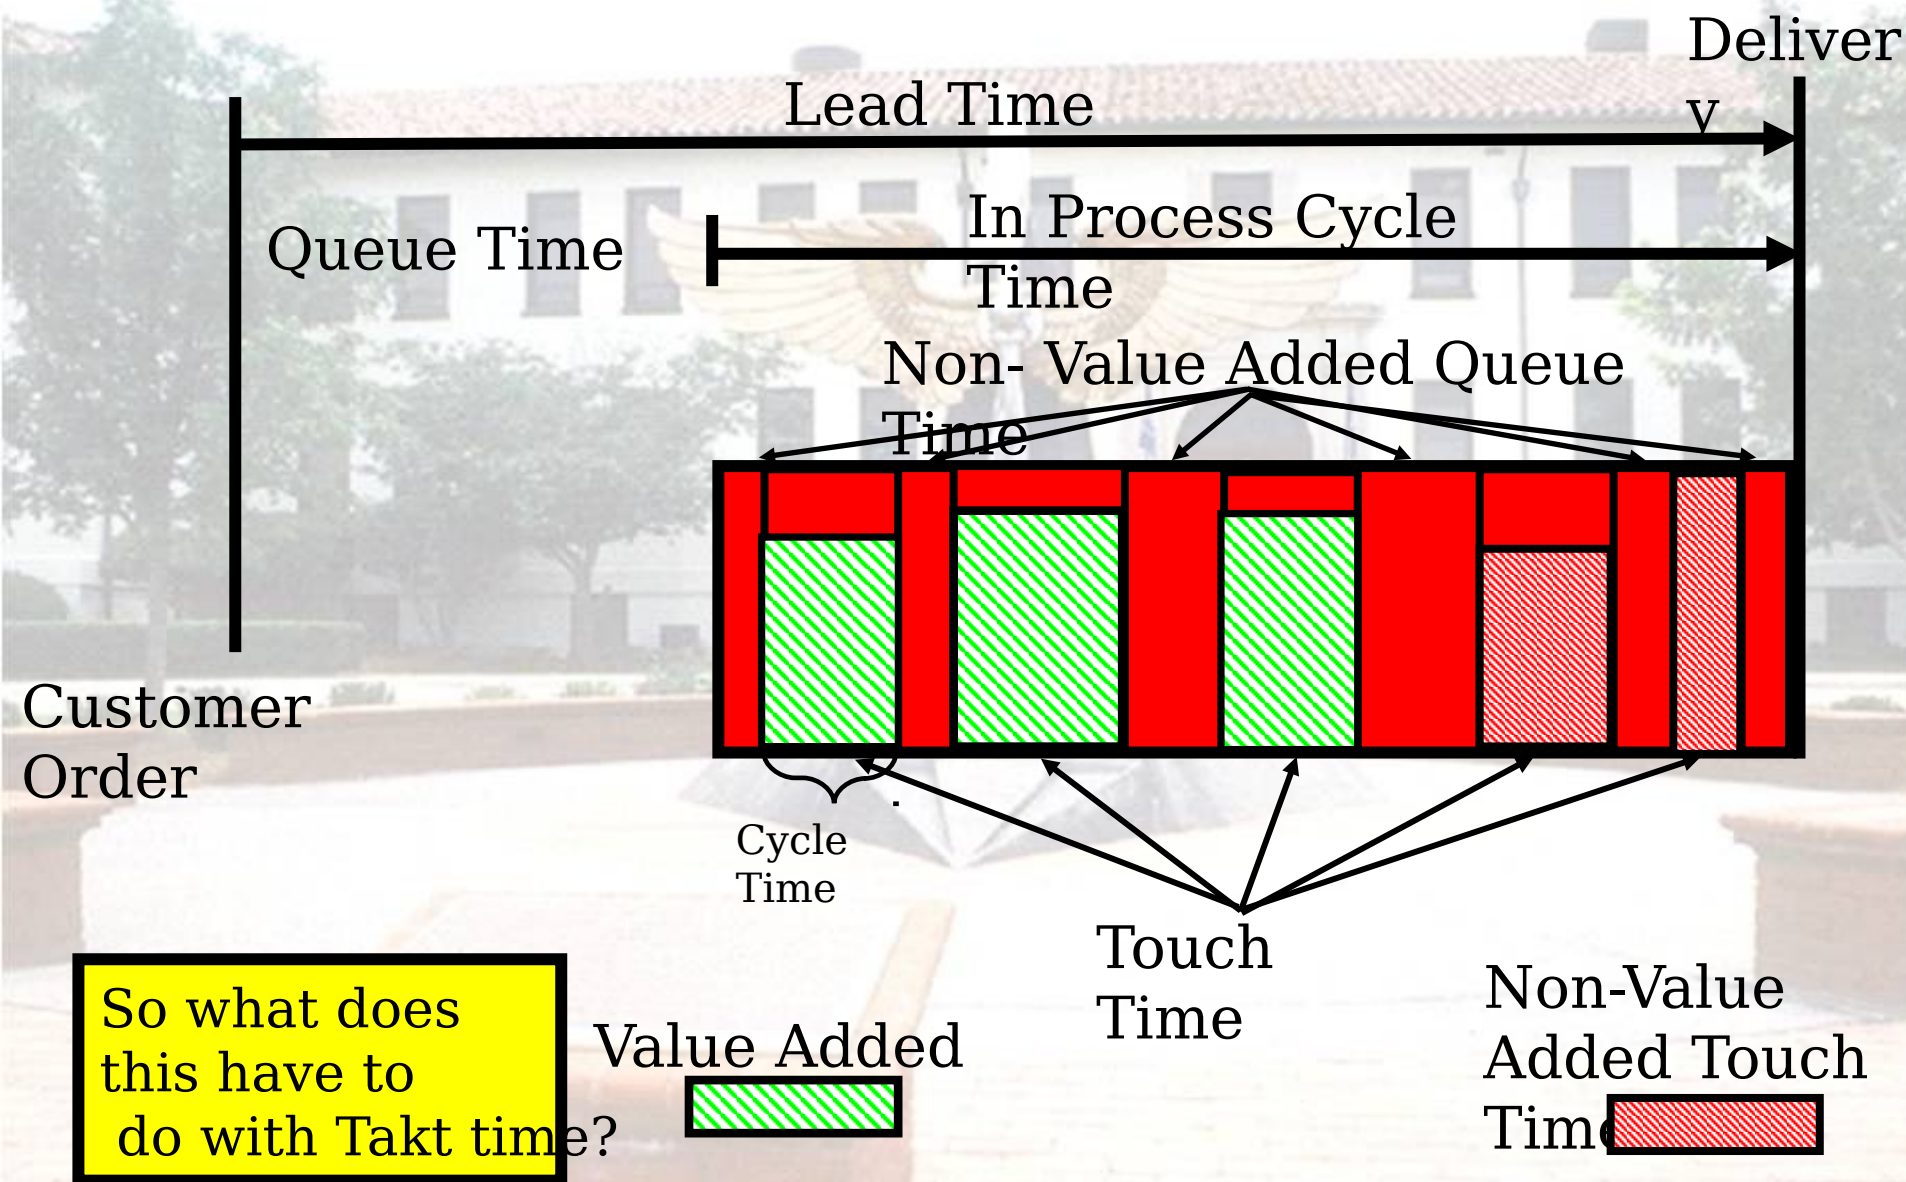 Deliver
y
Lead Time
In Process Cycle
Time
Queue Time
Non- Value Added Queue
Time
Customer
Order
Cycle
Time
.
Touch
Time
So what does
this have to
do with Takt time?
Value Added
Non-Value
Added Touch
Time